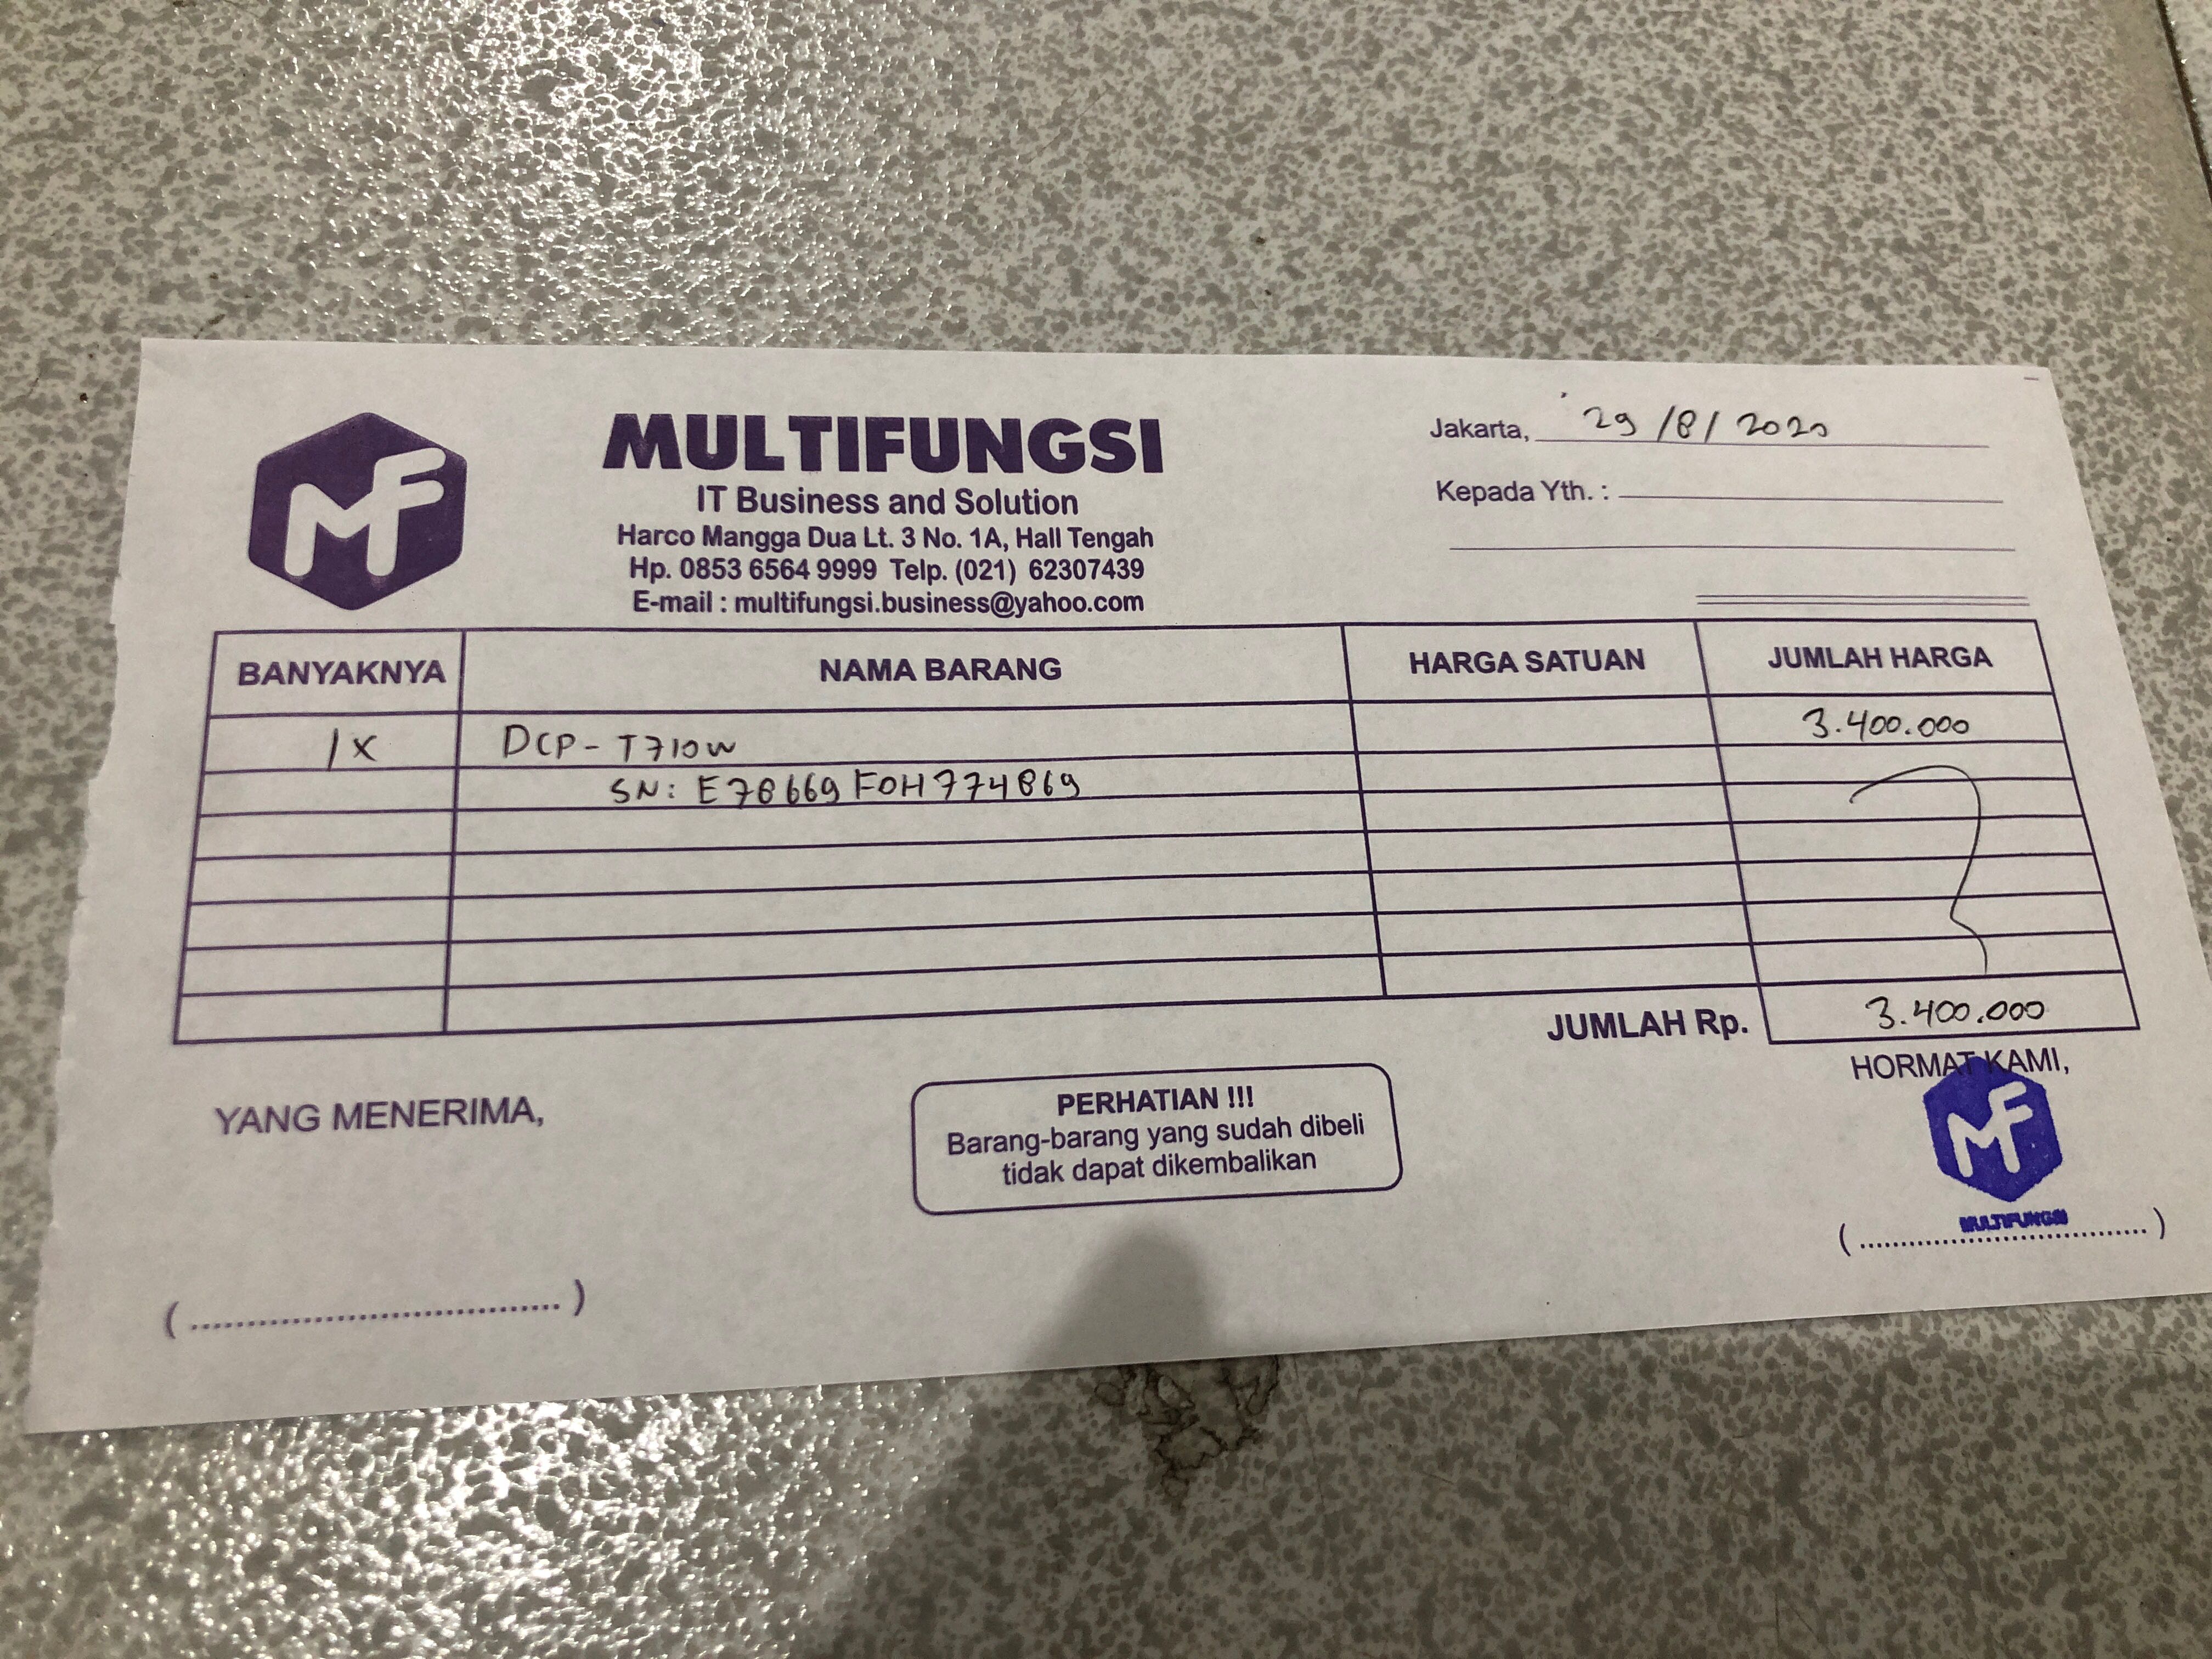 MF
MULTIFUNGSI
IT Business and Solution
Harco Mangga Dua Lt. 3 No. 1A, Hall Tengah
Hp. 0853 6564 9999 Telp. (021) 62307439
E-mail : multifungsi.business@yahoo.com
Jakarta, 29/8/2020
Kepada Yth. :
BANYAKNYA NAMA BARANG HARGA SATUAN JUMLAH HARGA
1X DCP-T710W 3.400.000
SN: E78669F0H774869
JUMLAH Rp. 3.400.000
YANG MENERIMA,
PERHATIAN !!!
Barang-barang yang sudah dibeli
tidak dapat dikembalikan
HORMAT KAMI,
MF
MULTIFUNGSI
(..................................)
(..................................)